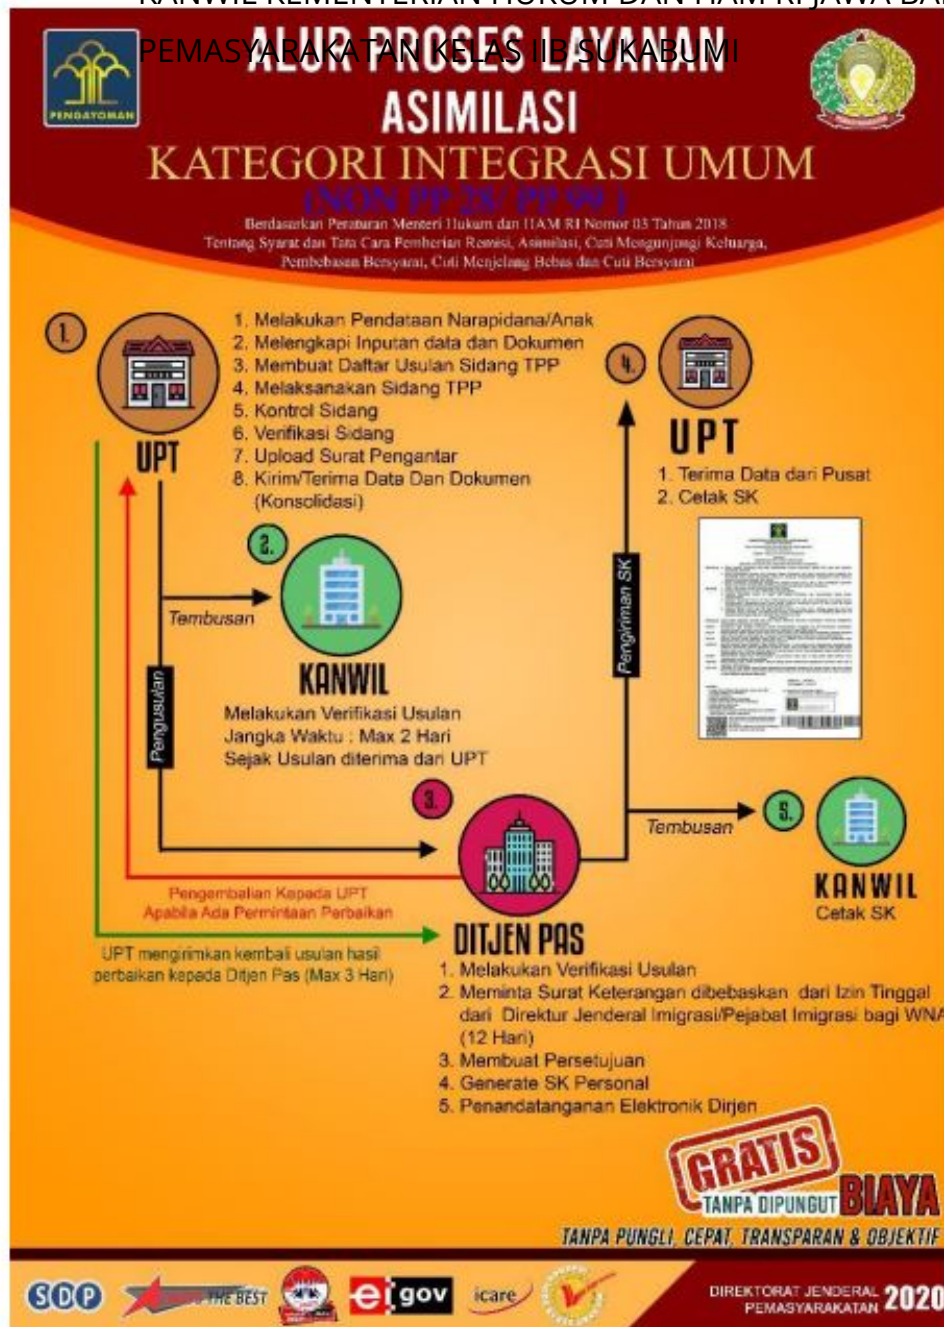 KANWIL KEMENTERIAN HUKUM DAN HAM RI JAWA BA
PEMASYARAKATAN KELAS IIB SUKABUMI
ALUR PROSES LAYANAN
ASIMILASI
KATEGORI INTEGRASI UMUM
(NON PP 28/ PP 99 )
Berdasarkan Peraturan Menteri Hukum dan HAM RI Nomor 03 Tahun 2018
Tentang Syarat dan Tata Cara Pemberian Remisi, Asimilasi, Cuti Mengunjungi Keluarga,
Pembebasan Bersyarat, Cuti Menjelang Bebas dan Cuti Bersyarat
PENGAYOMAN
1.
UPT
1. Melakukan Pendataan Narapidana/Anak
2. Melengkapi Inputan data dan Dokumen
3. Membuat Daftar Usulan Sidang TPP
4. Melaksanakan Sidang TPP
5. Kontrol Sidang
6. Verifikasi Sidang
7. Upload Surat Pengantar
8. Kirim/Terima Data Dan Dokumen
(Konsolidasi)
4.
UPT
1. Terima Data dari Pusat
2. Cetak SK
2.
Tembusan
KANWIL
Melakukan Verifikasi Usulan
Jangka Waktu : Max 2 Hari
Sejak Usulan diterima dari UPT
Pengusulan
Pengiriman SK
3.
Tembusan
5.
KANWIL
Cetak SK
Pengembalian Kepada UPT
Apabila Ada Permintaan Perbaikan
UPT mengirimkan kembali usulan hasil
perbaikan kepada Ditjen Pas (Max 3 Hari)
DITJEN PAS
1. Melakukan Verifikasi Usulan
2. Meminta Surat Keterangan dibebaskan dari Izin Tinggal
dari Direktur Jenderal Imigrasi/Pejabat Imigrasi bagi WNA
(12 Hari)
3. Membuat Persetujuan
4. Generate SK Personal
5. Penandatanganan Elektronik Dirjen
GRATIS
TANPA DIPUNGUT BIAYA
TANPA PUNGLI, CEPAT, TRANSPARAN & OBJEKTIF
SDP
THE BEST
e gov
icare
DIREKTORAT JENDERAL
PEMASYARAKATAN 2020